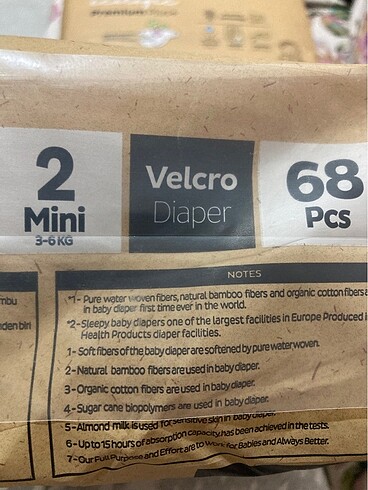 2
Mini
3-6 KG
Velcro
Diaper
68
Pcs
NOTES
*1- Pure water woven fibers, natural bamboo fibers and organic cotton fibers a
in baby diaper first time ever in the world.
*2-Sleepy baby diapers one of the largest facilities in Europe Produced i
Health Products diaper facilities.
1- Soft fibers of the baby diaper are softened by pure water woven.
2- Natural bamboo fibers are used in baby diaper.
3- Organic cotton fibers are used in baby diaper.
4- Sugar cane biopolymers are used in baby diaper.
5- Almond milk is used for sensitive skin in baby diaper.
6- Up to 15 hours of absorption capacity has been achieved in the tests.
7- Our Full Purpose and Effort are to Work for Babies and Always Better.
mbu
den biri